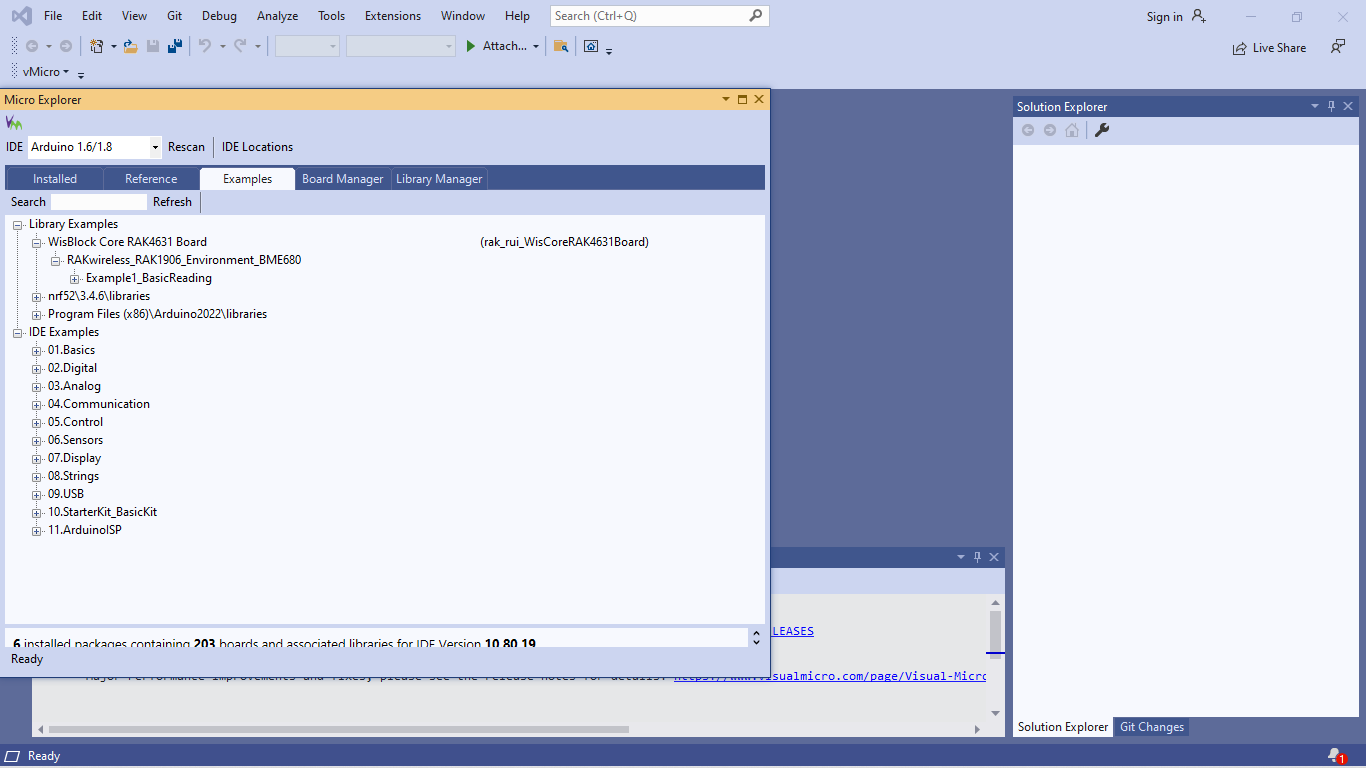 File Edit View Git Debug Analyze Tools Extensions Window Help Search (Ctrl+Q) Sign in
Attach... Live Share
vMicro
Micro Explorer
Solution Explorer
IDE Arduino 1.6/1.8 Rescan IDE Locations
Installed Reference Examples Board Manager Library Manager
Search Refresh
Library Examples
WisBlock Core RAK4631 Board (rak_rui_WisCoreRAK4631Board)
RAKwireless_RAK1906_Environment_BME680
Example1_BasicReading
nrf52\3.4.6\libraries
Program Files (x86)\Arduino2022\libraries
IDE Examples
01.Basics
02.Digital
03.Analog
04.Communication
05.Control
06.Sensors
07.Display
08.Strings
09.USB
10.StarterKit_BasicKit
11.ArduinoISP
LEASES
6 installed packages containing 203 boards and associated libraries for IDE Version 10.80.19
Ready
Major Performance improvements and fixes, please see the release notes for details: https://www.visualmicro.com/page/Visual-Micro
Solution Explorer Git Changes
Ready 1